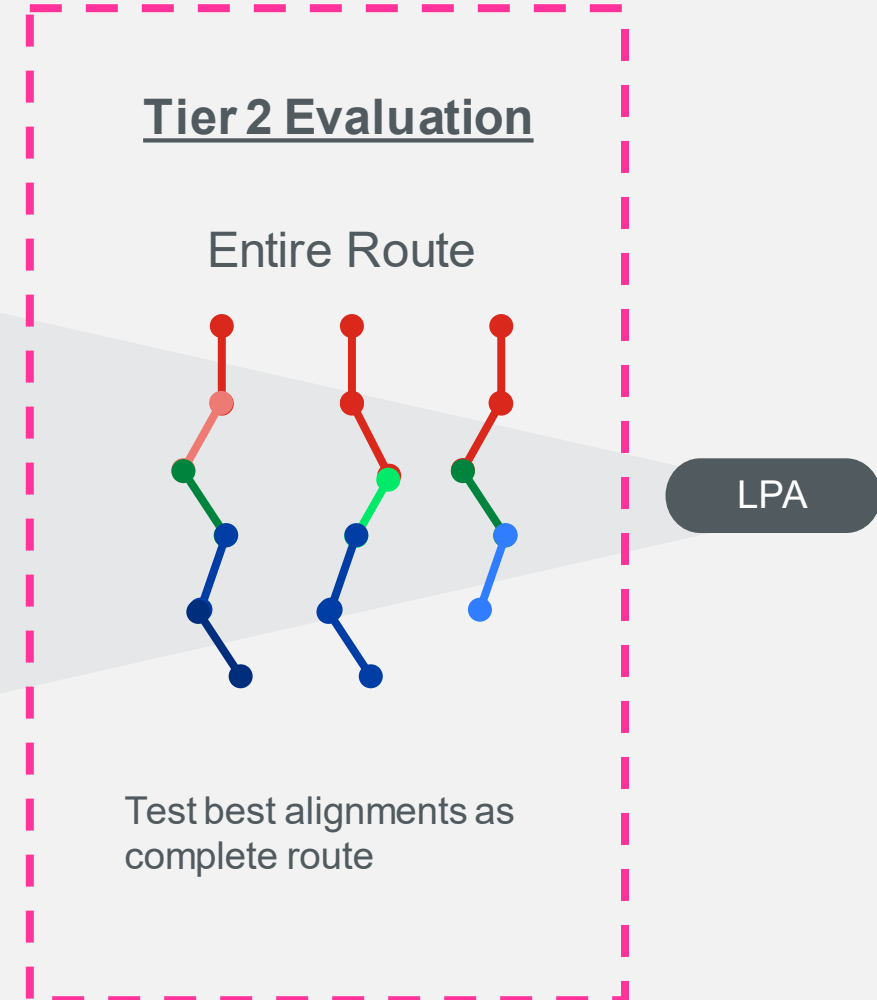 Tier 2 Evaluation
Entire Route
LPA
Test best alignments as
complete route